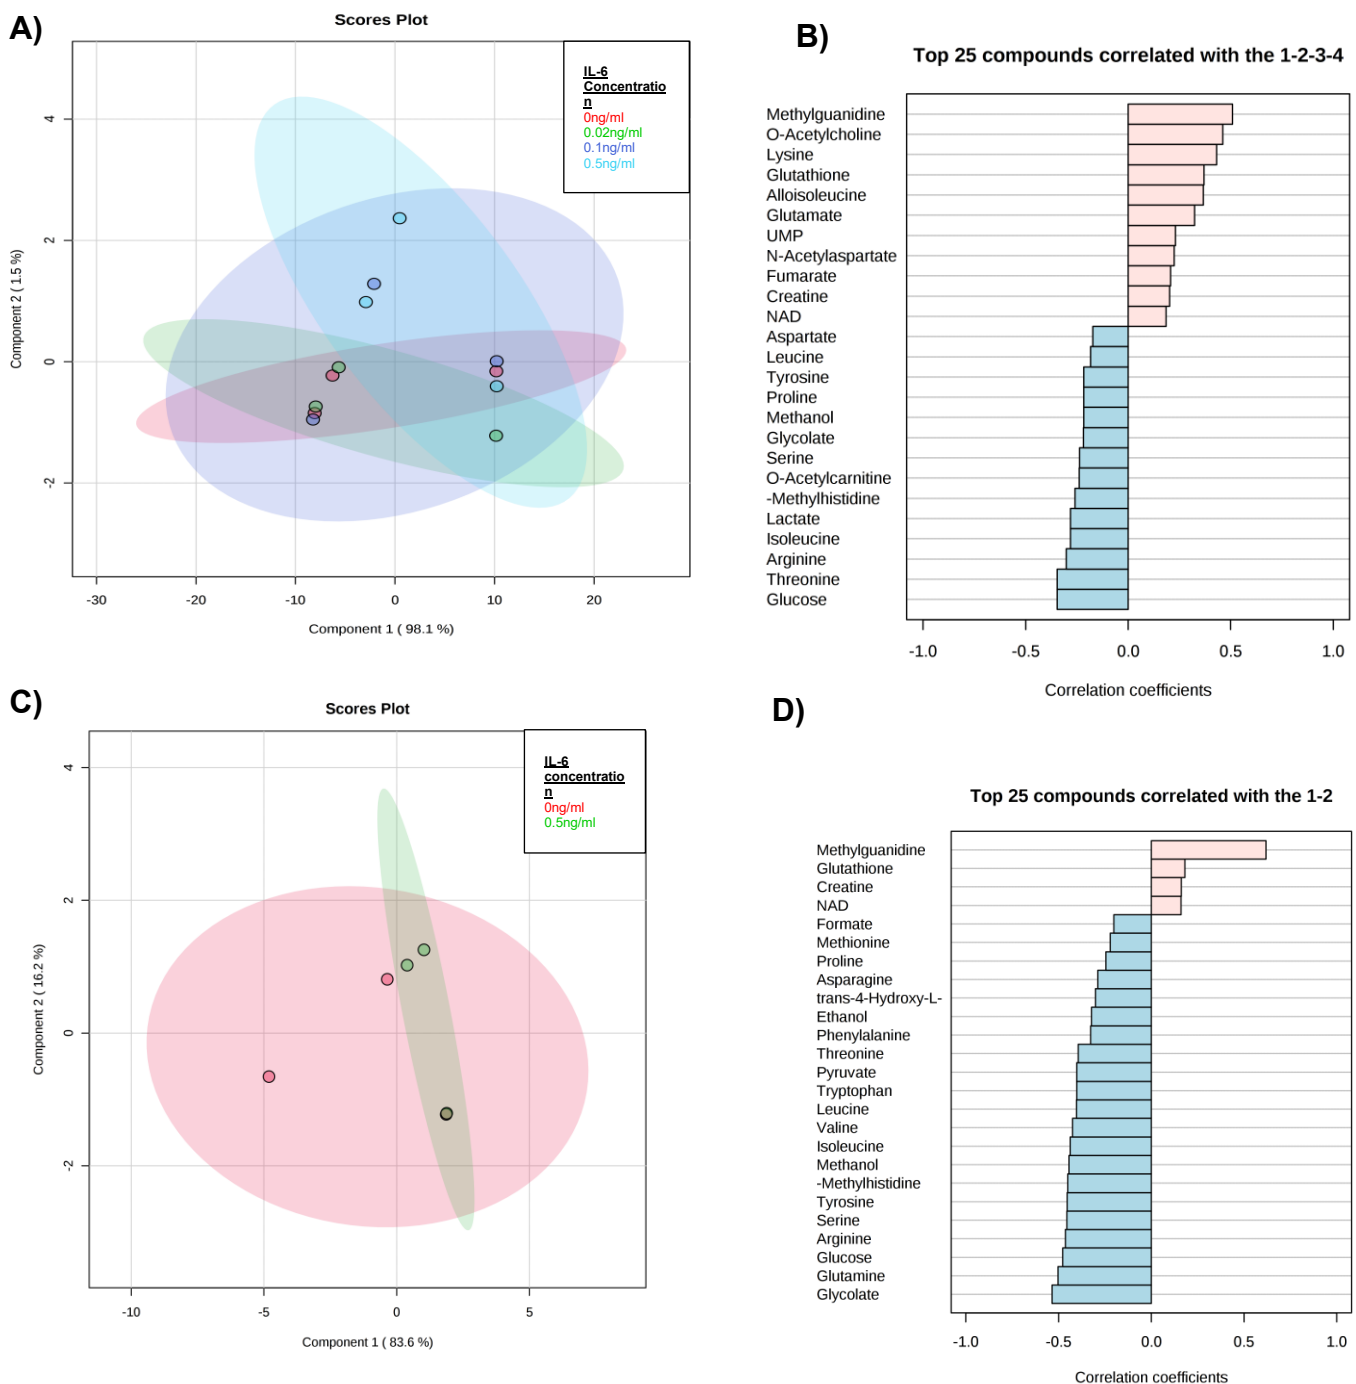 A)
Scores Plot
IL-6
Concentratio
n
0ng/ml
0.02ng/ml
0.1ng/ml
0.5ng/ml
Component 2 ( 1.5 %)
4
2
0
-2
-30
-20
-10
0
10
20
Component 1 ( 98.1 %)
B)
Top 25 compounds correlated with the 1-2-3-4
Methylguanidine
O-Acetylcholine
Lysine
Glutathione
Alloisoleucine
Glutamate
UMP
N-Acetylaspartate
Fumarate
Creatine
NAD
Aspartate
Leucine
Tyrosine
Proline
Methanol
Glycolate
Serine
O-Acetylcarnitine
-Methylhistidine
Lactate
Isoleucine
Arginine
Threonine
Glucose
-1.0
-0.5
0.0
0.5
1.0
Correlation coefficients
C)
Scores Plot
IL-6
concentratio
n
0ng/ml
0.5ng/ml
Component 2 ( 16.2 %)
4
2
0
-2
-10
-5
0
5
Component 1 ( 83.6 %)
D)
Top 25 compounds correlated with the 1-2
Methylguanidine
Glutathione
Creatine
NAD
Formate
Methionine
Proline
Asparagine
trans-4-Hydroxy-L-
Ethanol
Phenylalanine
Threonine
Pyruvate
Tryptophan
Leucine
Valine
Isoleucine
Methanol
-Methylhistidine
Tyrosine
Serine
Arginine
Glucose
Glutamine
Glycolate
-1.0
-0.5
0.0
0.5
1.0
Correlation coefficients